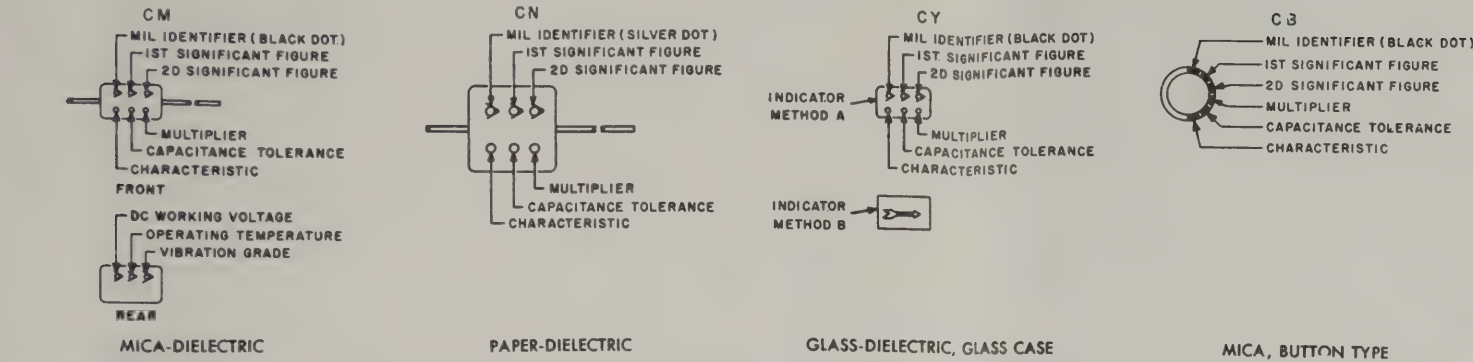 CM
MIL IDENTIFIER (BLACK DOT)
1ST SIGNIFICANT FIGURE
2D SIGNIFICANT FIGURE
MULTIPLIER
CAPACITANCE TOLERANCE
CHARACTERISTIC
FRONT
DC WORKING VOLTAGE
OPERATING TEMPERATURE
VIBRATION GRADE
REAR
MICA-DIELECTRIC
CN
MIL IDENTIFIER (SILVER DOT)
1ST SIGNIFICANT FIGURE
2D SIGNIFICANT FIGURE
MULTIPLIER
CAPACITANCE TOLERANCE
CHARACTERISTIC
PAPER-DIELECTRIC
CY
MIL IDENTIFIER (BLACK DOT)
1ST SIGNIFICANT FIGURE
2D SIGNIFICANT FIGURE
INDICATOR
METHOD A
MULTIPLIER
CAPACITANCE TOLERANCE
CHARACTERISTIC
INDICATOR
METHOD B
GLASS-DIELECTRIC, GLASS CASE
CB
MIL IDENTIFIER (BLACK DOT)
1ST SIGNIFICANT FIGURE
2D SIGNIFICANT FIGURE
MULTIPLIER
CAPACITANCE TOLERANCE
CHARACTERISTIC
MICA, BUTTON TYPE